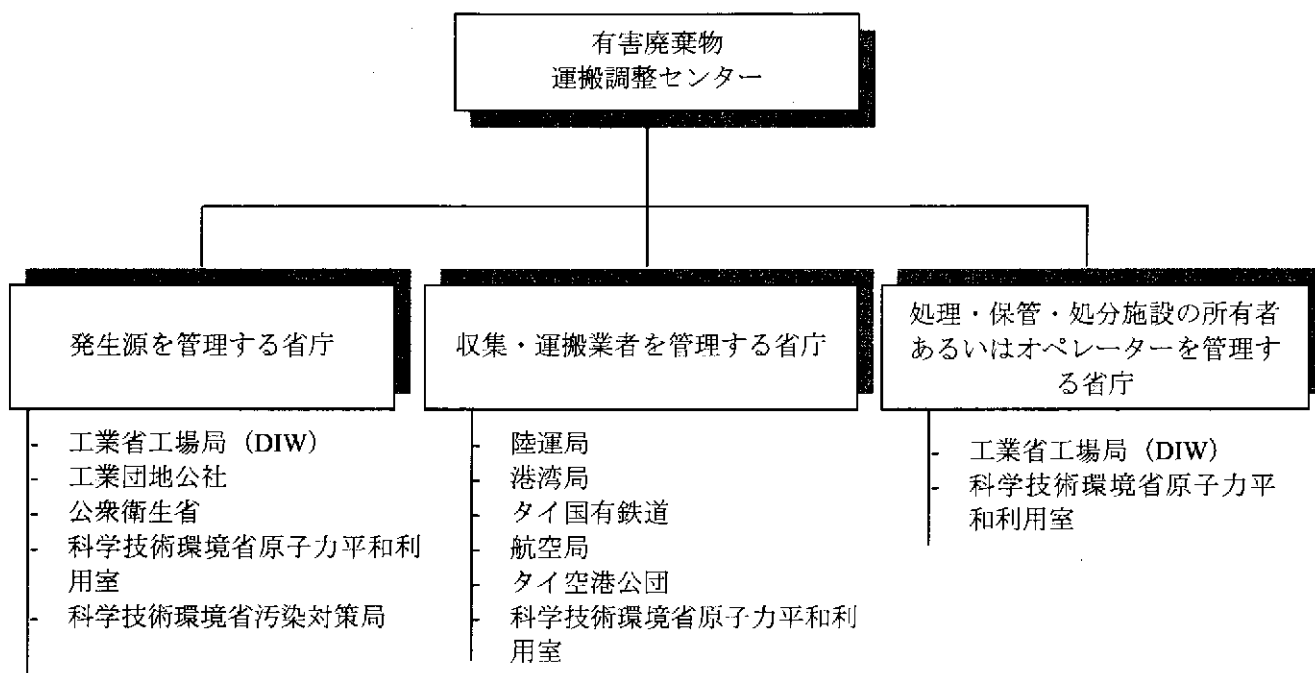 有害廃棄物
運搬調整センター
発生源を管理する省庁
- 工業省工場局（DIW）
- 工業団地公社
- 公衆衛生省
- 科学技術環境省原子力平和利
用室
- 科学技術環境省汚染対策局
収集・運搬業者を管理する省庁
- 陸運局
- 港湾局
- タイ国有鉄道
- 航空局
- タイ空港公団
- 科学技術環境省原子力平和利
用室
処理・保管・処分施設の所有者
あるいはオペレーターを管理す
る省庁
- 工業省工場局（DIW）
- 科学技術環境省原子力平
和利用室